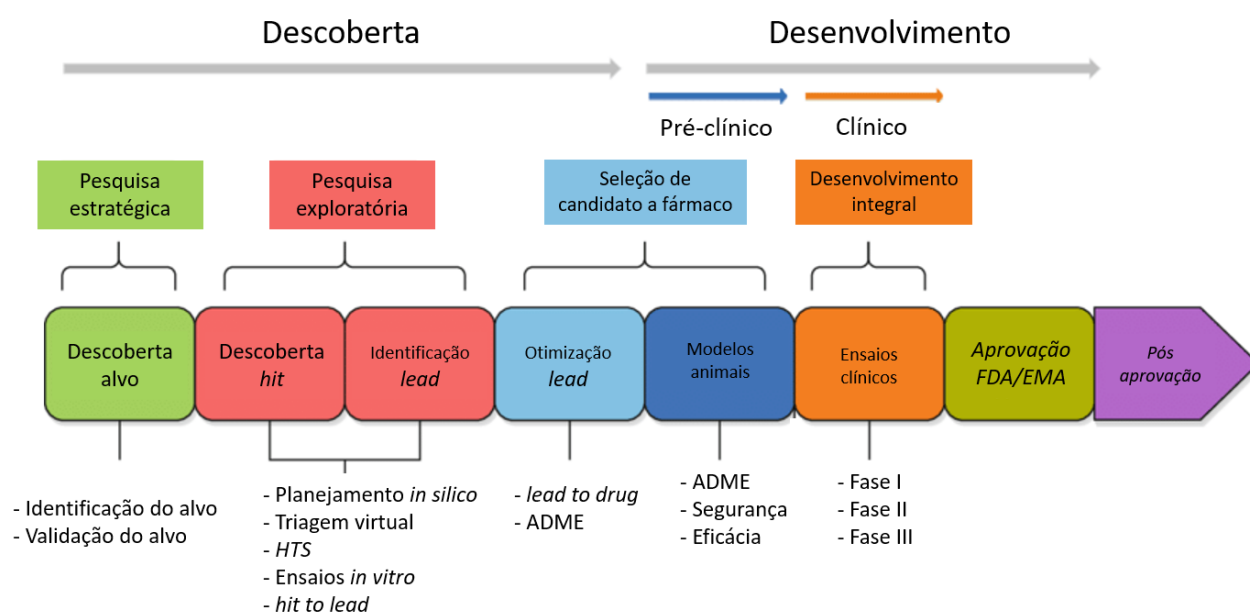 Descoberta
Desenvolvimento
Pré-clínico
Clínico
Pesquisa
estratégica
Pesquisa
exploratória
Seleção de
candidato a fármaco
Desenvolvimento
integral
Descoberta
alvo
Descoberta
hit
Identificação
lead
Otimização
lead
Modelos
animais
Ensaios
clínicos
Aprovação
FDA/EMA
Pós
aprovação
- Identificação do alvo
- Validação do alvo
- Planejamento in silico
- Triagem virtual
- HTS
- Ensaios in vitro
- hit to lead
- lead to drug
- ADME
- ADME
- Segurança
- Eficácia
- Fase I
- Fase II
- Fase III